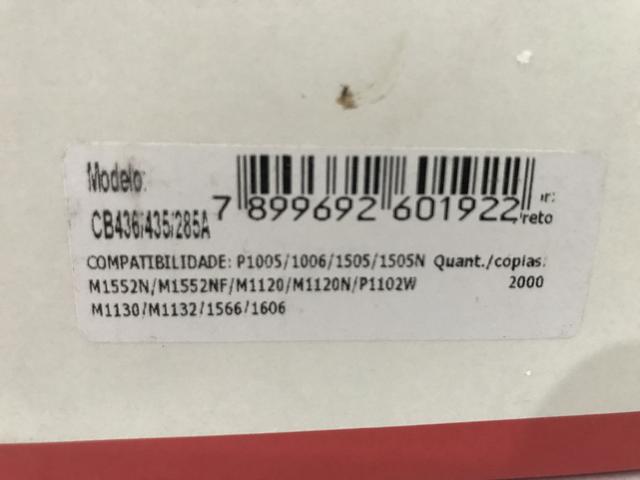 Modelo:
CB436/435/285A
7 899692 601922
COMPATIBILIDADE: P1005/1006/1505/1505N
M1552N/M1552NF/M1120/M1120N/P1102W
M1130/M1132/1566/1606
Quant./copias:
2000